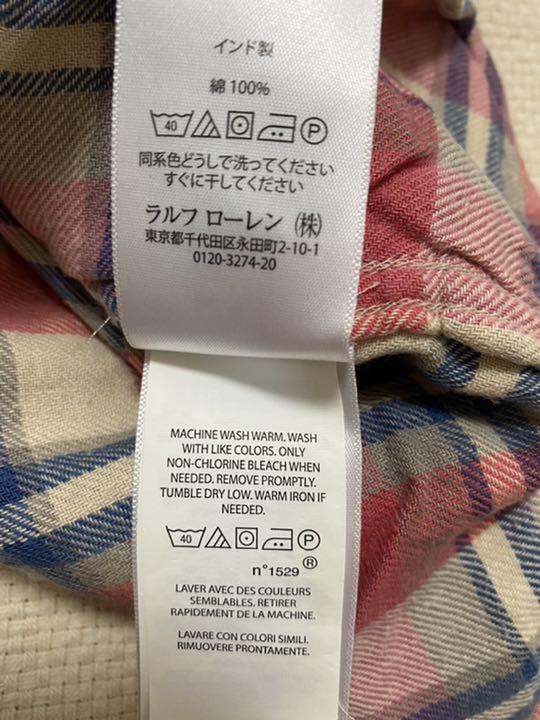 インド製
綿 100%
40 P
同系色どうしで洗ってください
すぐに干してください
ラルフ ローレン (株)
東京都千代田区永田町2-10-1
0120-3274-20
MACHINE WASH WARM. WASH
WITH LIKE COLORS. ONLY
NON-CHLORINE BLEACH WHEN
NEEDED. REMOVE PROMPTLY.
TUMBLE DRY LOW. WARM IRON IF
NEEDED.
40 P
n°1529 ®
LAVER AVEC DES COULEURS
SEMBLABLES. RETIRER
RAPIDEMENT DE LA MACHINE.
LAVARE CON COLORI SIMILI.
RIMUOVERE PRONTAMENTE.